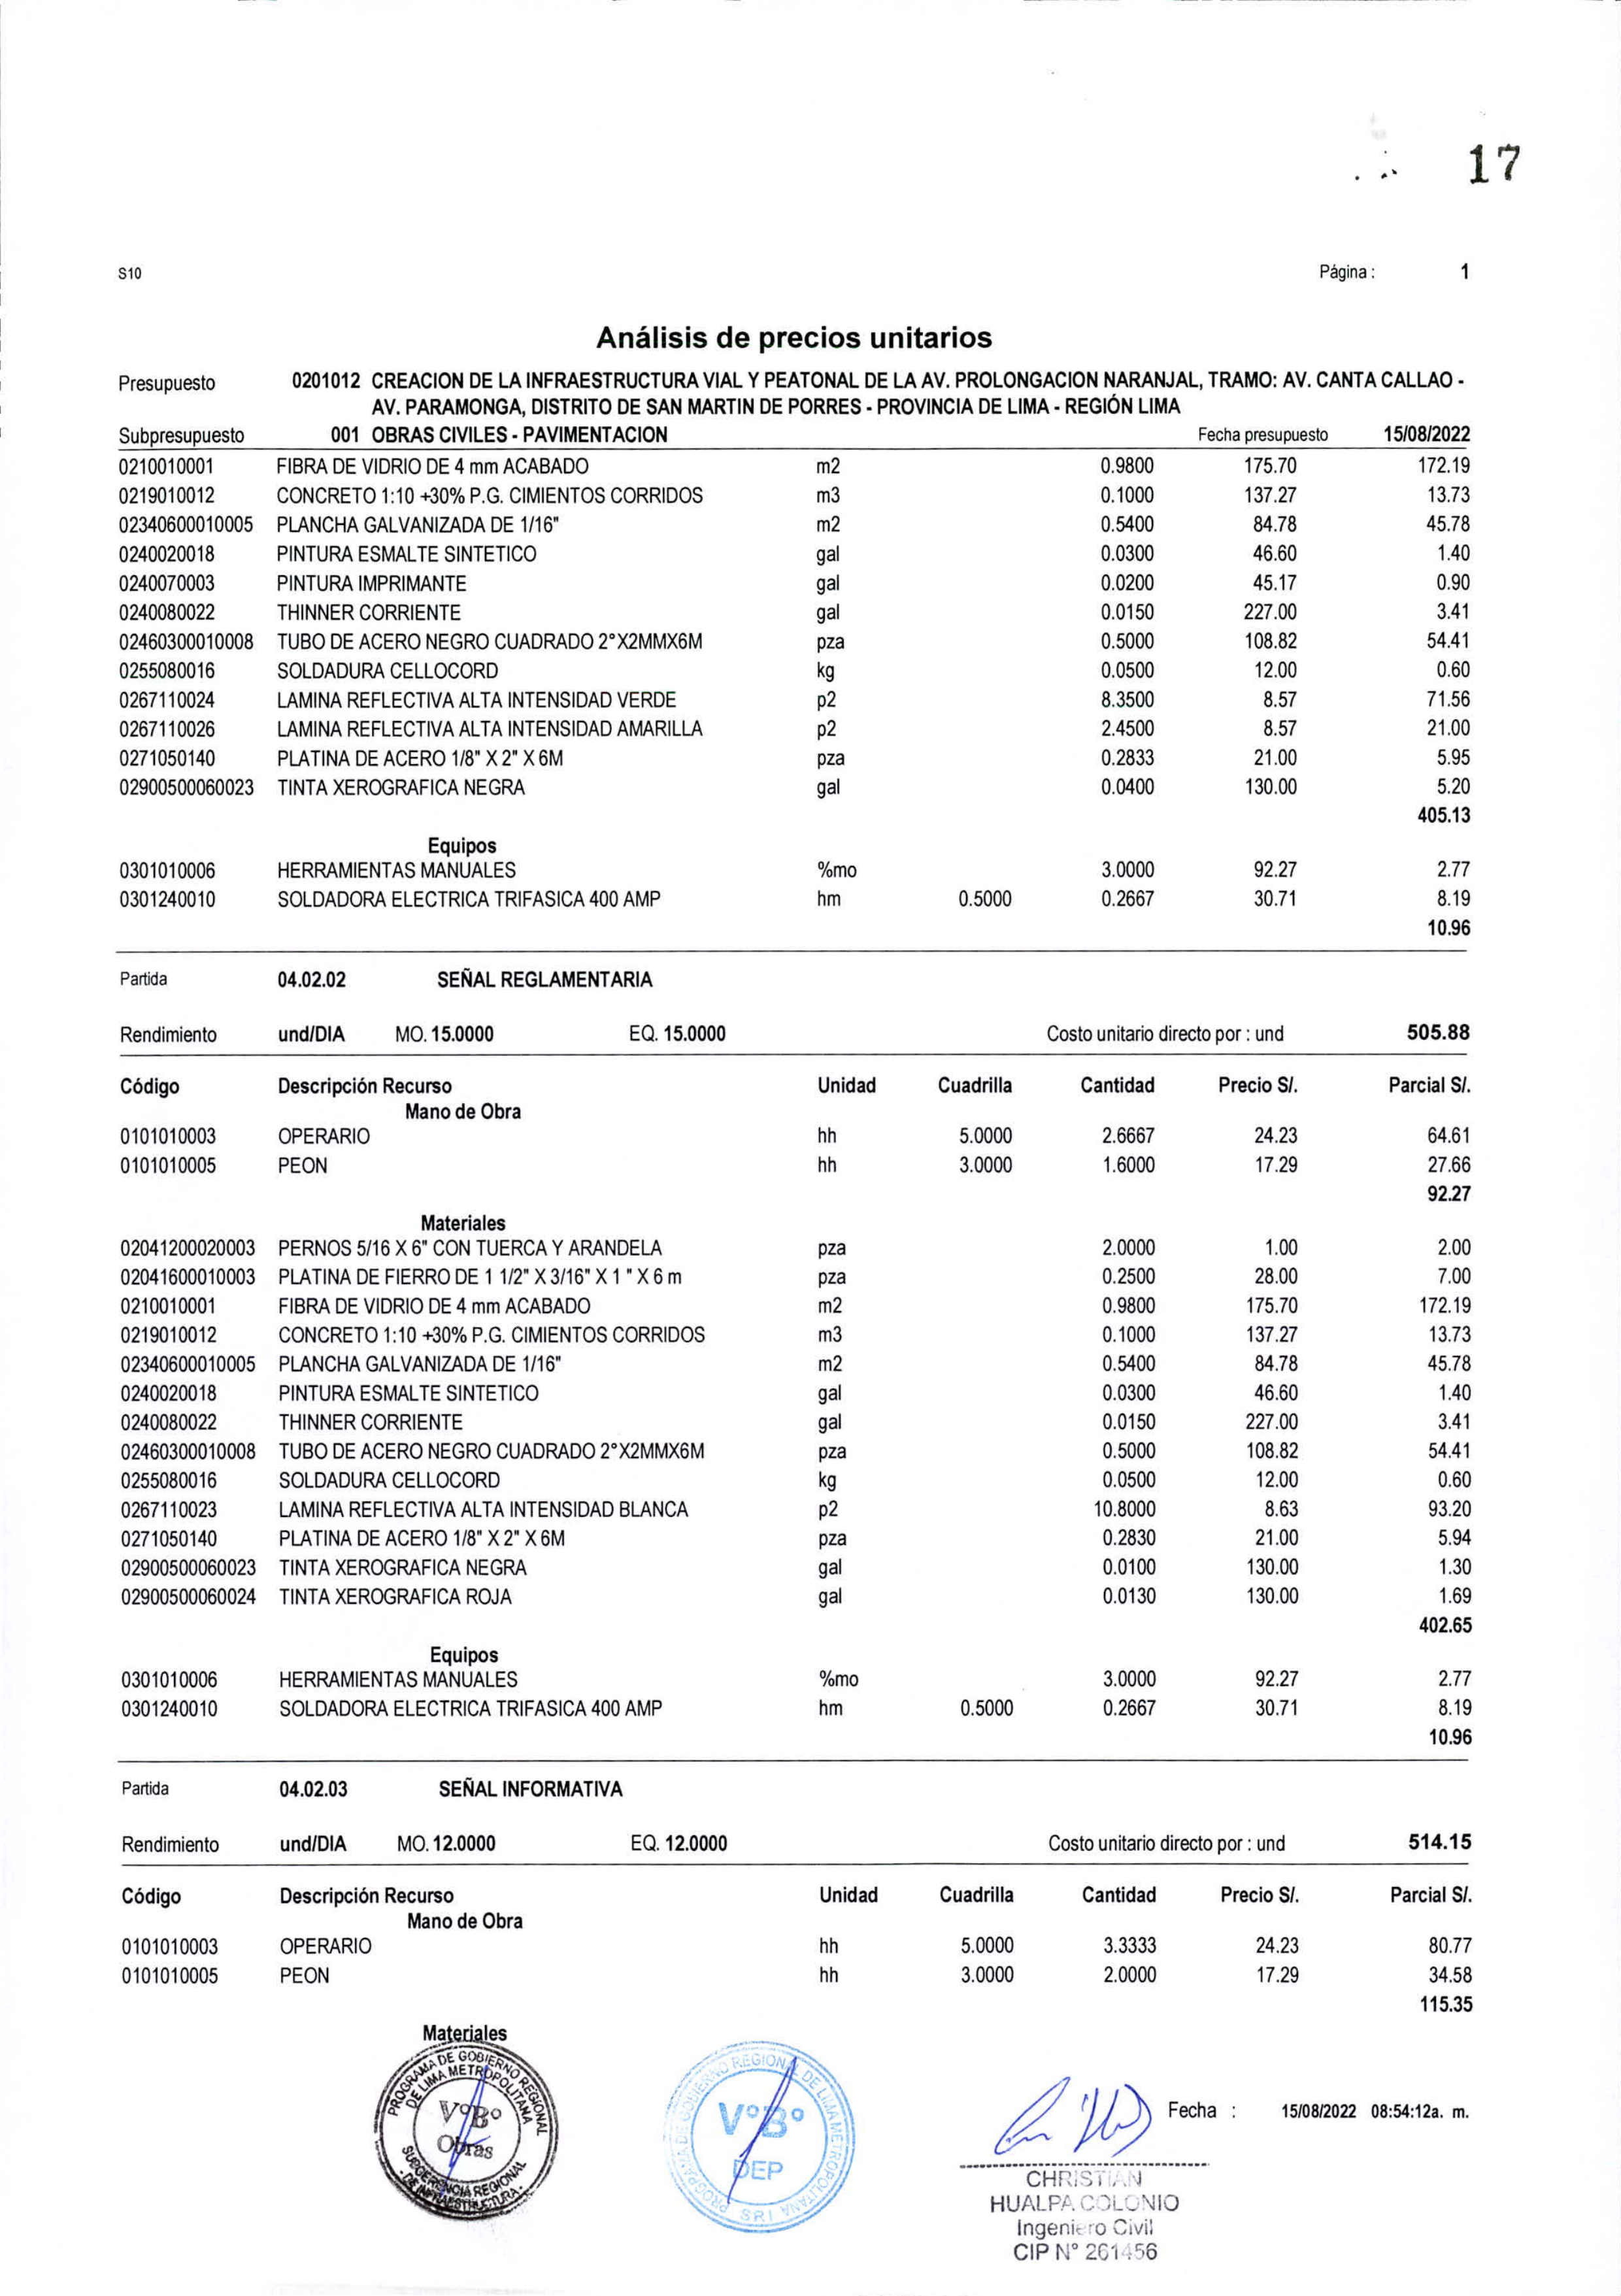 17
S10 Página : 1
Análisis de precios unitarios
Presupuesto 0201012 CREACION DE LA INFRAESTRUCTURA VIAL Y PEATONAL DE LA AV. PROLONGACION NARANJAL, TRAMO: AV. CANTA CALLAO -
AV. PARAMONGA, DISTRITO DE SAN MARTIN DE PORRES - PROVINCIA DE LIMA - REGIÓN LIMA
Subpresupuesto 001 OBRAS CIVILES - PAVIMENTACION Fecha presupuesto 15/08/2022
0210010001 FIBRA DE VIDRIO DE 4 mm ACABADO m2 0.9800 175.70 172.19
0219010012 CONCRETO 1:10 +30% P.G. CIMIENTOS CORRIDOS m3 0.1000 137.27 13.73
02340600010005 PLANCHA GALVANIZADA DE 1/16" m2 0.5400 84.78 45.78
0240020018 PINTURA ESMALTE SINTETICO gal 0.0300 46.60 1.40
0240070003 PINTURA IMPRIMANTE gal 0.0200 45.17 0.90
0240080022 THINNER CORRIENTE gal 0.0150 227.00 3.41
02460300010008 TUBO DE ACERO NEGRO CUADRADO 2°X2MMX6M pza 0.5000 108.82 54.41
0255080016 SOLDADURA CELLOCORD kg 0.0500 12.00 0.60
0267110024 LAMINA REFLECTIVA ALTA INTENSIDAD VERDE p2 8.3500 8.57 71.56
0267110026 LAMINA REFLECTIVA ALTA INTENSIDAD AMARILLA p2 2.4500 8.57 21.00
0271050140 PLATINA DE ACERO 1/8" X 2" X 6M pza 0.2833 21.00 5.95
02900500060023 TINTA XEROGRAFICA NEGRA gal 0.0400 130.00 5.20
405.13
Equipos
0301010006 HERRAMIENTAS MANUALES %mo 3.0000 92.27 2.77
0301240010 SOLDADORA ELECTRICA TRIFASICA 400 AMP hm 0.5000 0.2667 30.71 8.19
10.96
Partida 04.02.02 SEÑAL REGLAMENTARIA
Rendimiento und/DIA MO. 15.0000 EQ. 15.0000 Costo unitario directo por : und 505.88
Código Descripción Recurso Unidad Cuadrilla Cantidad Precio S/. Parcial S/.
Mano de Obra
0101010003 OPERARIO hh 5.0000 2.6667 24.23 64.61
0101010005 PEON hh 3.0000 1.6000 17.29 27.66
92.27
Materiales
02041200020003 PERNOS 5/16 X 6" CON TUERCA Y ARANDELA pza 2.0000 1.00 2.00
02041600010003 PLATINA DE FIERRO DE 1 1/2" X 3/16" X 1 " X 6 m pza 0.2500 28.00 7.00
0210010001 FIBRA DE VIDRIO DE 4 mm ACABADO m2 0.9800 175.70 172.19
0219010012 CONCRETO 1:10 +30% P.G. CIMIENTOS CORRIDOS m3 0.1000 137.27 13.73
02340600010005 PLANCHA GALVANIZADA DE 1/16" m2 0.5400 84.78 45.78
0240020018 PINTURA ESMALTE SINTETICO gal 0.0300 46.60 1.40
0240080022 THINNER CORRIENTE gal 0.0150 227.00 3.41
02460300010008 TUBO DE ACERO NEGRO CUADRADO 2°X2MMX6M pza 0.5000 108.82 54.41
0255080016 SOLDADURA CELLOCORD kg 0.0500 12.00 0.60
0267110023 LAMINA REFLECTIVA ALTA INTENSIDAD BLANCA p2 10.8000 8.63 93.20
0271050140 PLATINA DE ACERO 1/8" X 2" X 6M pza 0.2830 21.00 5.94
02900500060023 TINTA XEROGRAFICA NEGRA gal 0.0100 130.00 1.30
02900500060024 TINTA XEROGRAFICA ROJA gal 0.0130 130.00 1.69
402.65
Equipos
0301010006 HERRAMIENTAS MANUALES %mo 3.0000 92.27 2.77
0301240010 SOLDADORA ELECTRICA TRIFASICA 400 AMP hm 0.5000 0.2667 30.71 8.19
10.96
Partida 04.02.03 SEÑAL INFORMATIVA
Rendimiento und/DIA MO. 12.0000 EQ. 12.0000 Costo unitario directo por : und 514.15
Código Descripción Recurso Unidad Cuadrilla Cantidad Precio S/. Parcial S/.
Mano de Obra
0101010003 OPERARIO hh 5.0000 3.3333 24.23 80.77
0101010005 PEON hh 3.0000 2.0000 17.29 34.58
115.35
Materiales
PROGRAMA DE GOBIERNO REGIONAL
DE LIMA METROPOLITANA
V°B°
Obras
SUBGERENCIA REGIONAL
DE INFRAESTRUCTURA
PROGRAMA DE GOBIERNO REGIONAL DE LIMA METROPOLITANA
V°B°
DEP
SRI
Fecha : 15/08/2022 08:54:12a. m.
CHRISTIAN
HUALPA COLONIO
Ingeniero Civil
CIP N° 261456